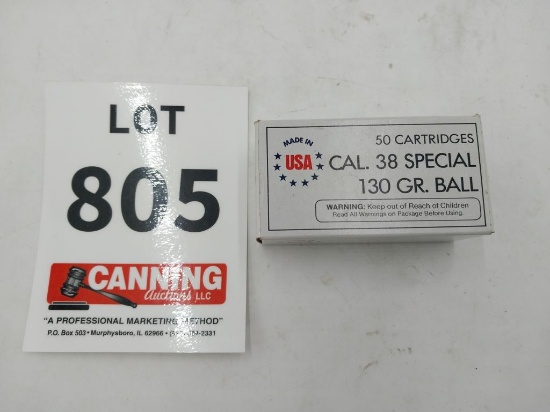 LOT
805
CANNING
Auctions LLC
"A PROFESSIONAL MARKETING METHOD"
P.O. Box 503 • Murphysboro, IL 62966 •
MADE IN
USA
50 CARTRIDGES
CAL. 38 SPECIAL
130 GR. BALL
WARNING: Keep out of Reach of Children
Read All Warnings on Package Before Using.